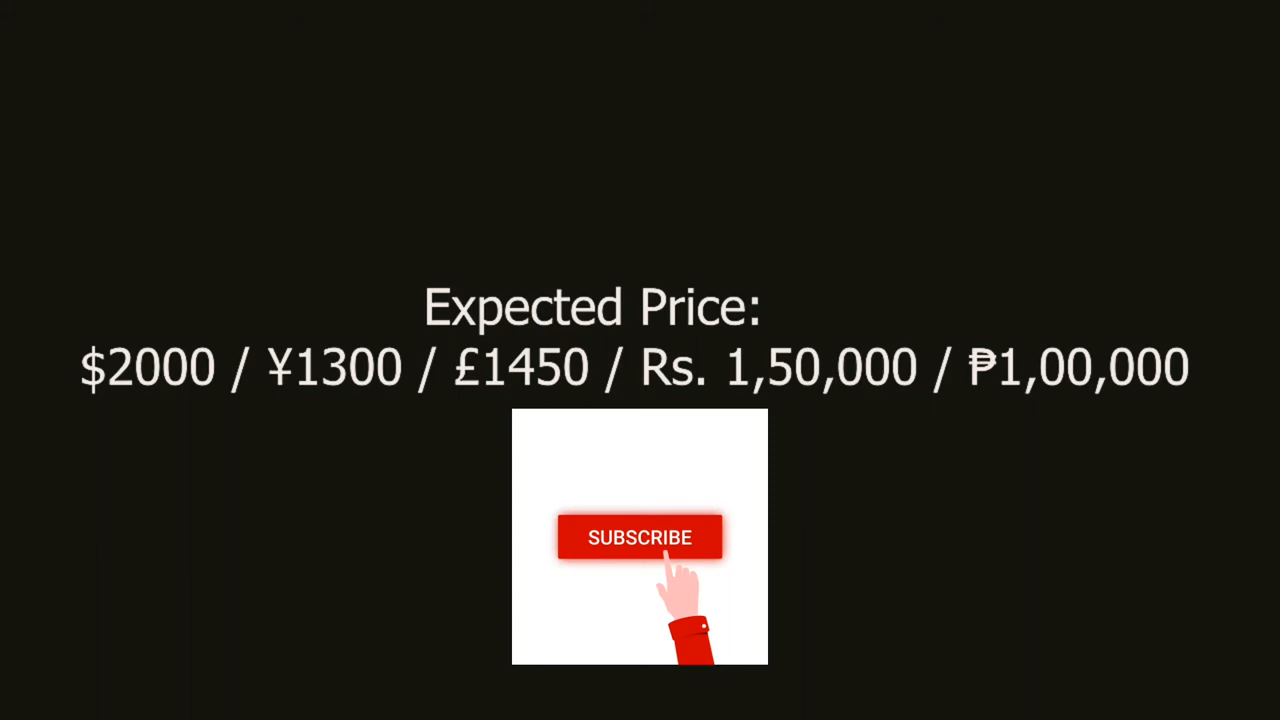 Expected Price:
$2000 / ¥1300 / £1450 / Rs. 1,50,000 / ₱1,00,000
SUBSCRIBE